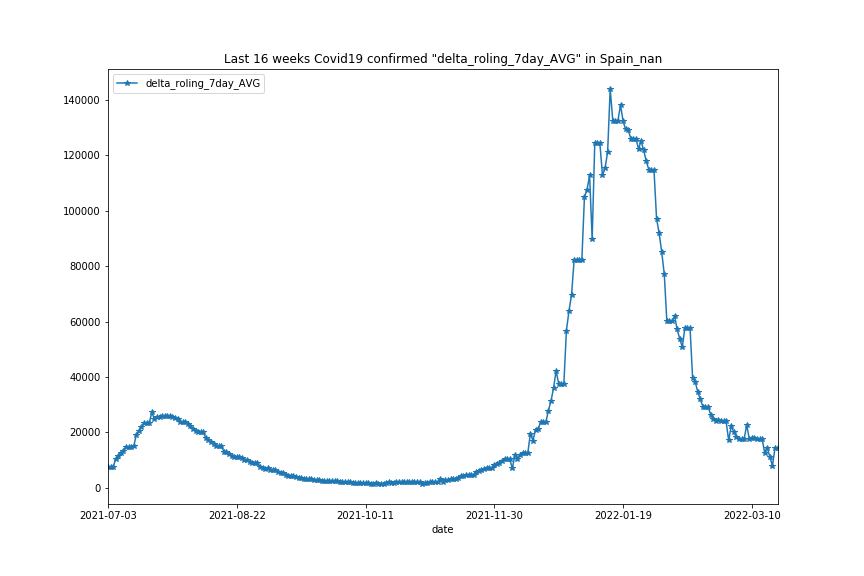 Last 16 weeks Covid19 confirmed "delta_roling_7day_AVG" in Spain_nan
delta_roling_7day_AVG
140000
120000
100000
80000
60000
40000
20000
0
2021-07-03 2021-08-22 2021-10-11 2021-11-30 2022-01-19 2022-03-10
date